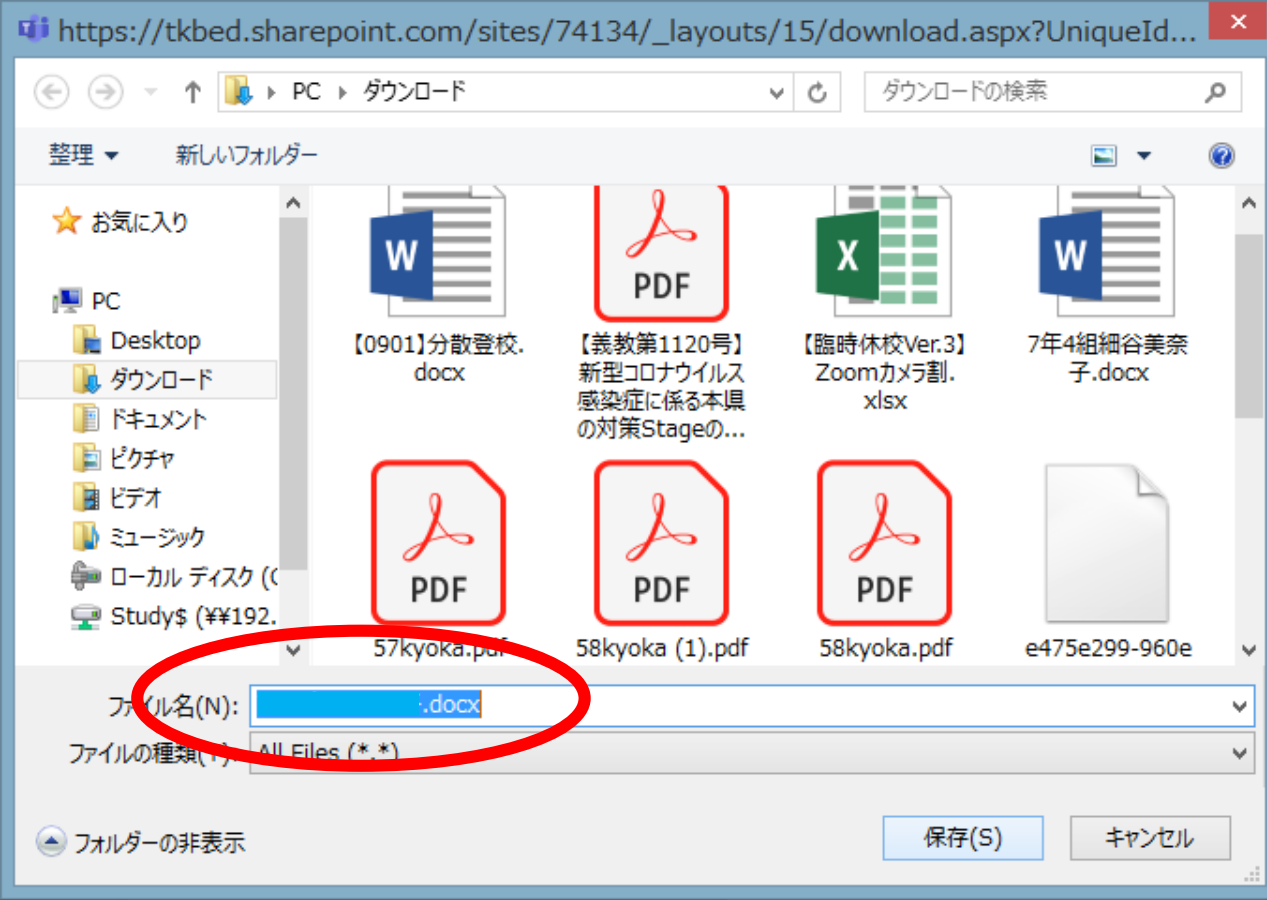 https://tkbed.sharepoint.com/sites/74134/_layouts/15/download.aspx?UniqueId...
PC ダウンロード
ダウンロードの検索
整理
新しいフォルダー
お気に入り
PC
Desktop
ダウンロード
ドキュメント
ピクチャ
ビデオ
ミュージック
ローカル ディスク (C
Study$ (¥¥192.
W
PDF
X
W
【0901】分散登校.
docx
【義教第1120号】
新型コロナウイルス
感染症に係る本県
の対策Stageの...
【臨時休校Ver.3】
Zoomカメラ割.
xlsx
7年4組細谷美奈
子.docx
PDF
PDF
PDF
57kyoka.pdf
58kyoka (1).pdf
58kyoka.pdf
e475e299-960e
ファイル名(N):
.docx
ファイルの種類(T):
All Files (*.*)
フォルダーの非表示
保存(S)
キャンセル